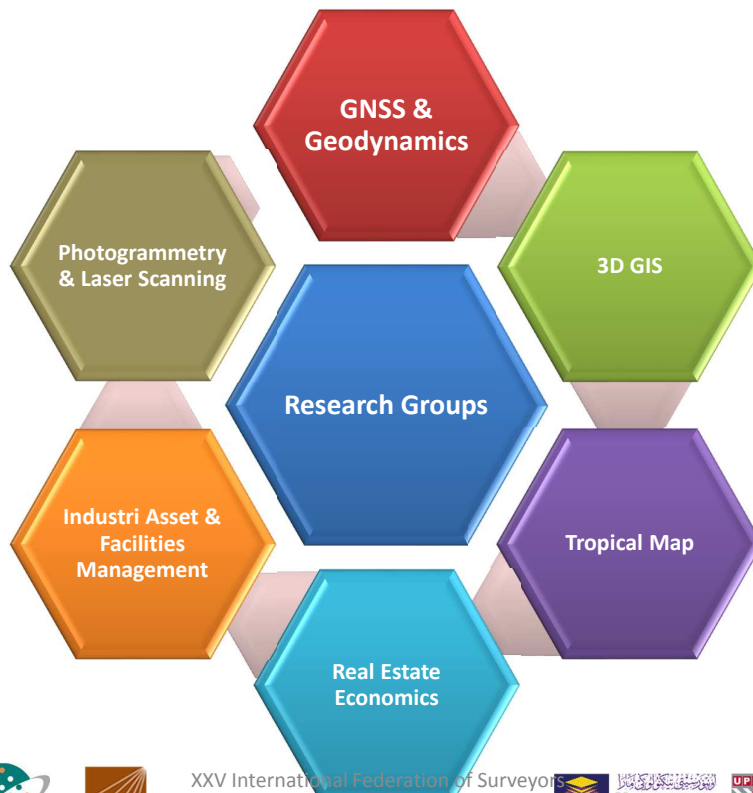 GNSS &
Geodynamics
Photogrammetry
& Laser Scanning
3D GIS
Research Groups
Industri Asset &
Facilities
Management
Tropical Map
Real Estate
Economics
XXV International Federation of Surveyors
UP